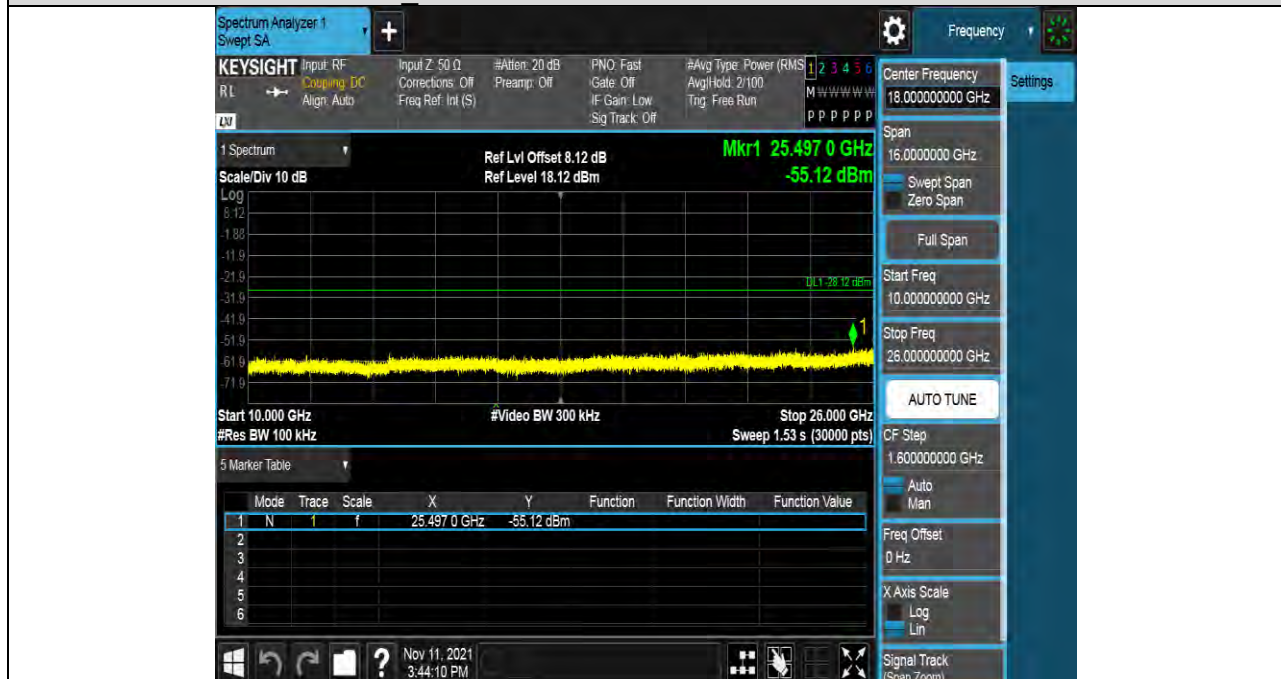 Spectrum Analyzer 1
Swept SA
+
Frequency
KEYSIGHT
RL
LXI
Input: RF
Coupling: DC
Align: Auto
Input Z: 50 Ω
Corrections: Off
Freq Ref: Int (S)
#Atten: 20 dB
Preamp: Off
PNO: Fast
Gate: Off
IF Gain: Low
Sig Track: Off
#Avg Type: Power (RMS
Avg|Hold: 2/100
Trig: Free Run
1 2 3 4 5 6
M W W W W W
P P P P P P
Center Frequency
18.000000000 GHz
Settings
Span
16.0000000 GHz
Swept Span
Zero Span
Full Span
Start Freq
10.000000000 GHz
Stop Freq
26.000000000 GHz
AUTO TUNE
CF Step
1.600000000 GHz
Auto
Man
Freq Offset
0 Hz
X Axis Scale
Log
Lin
Signal Track
(Span Zoom)
1 Spectrum
Scale/Div 10 dB
Ref Lvl Offset 8.12 dB
Ref Level 18.12 dBm
Mkr1 25.497 0 GHz
-55.12 dBm
Log
8.12
-1.88
-11.9
-21.9
-31.9
-41.9
-51.9
-61.9
-71.9
DL1 -28.12 dBm
1
Start 10.000 GHz
#Res BW 100 kHz
#Video BW 300 kHz
Stop 26.000 GHz
Sweep 1.53 s (30000 pts)
5 Marker Table
Mode Trace Scale X Y Function Function Width Function Value
1 N 1 f 25.497 0 GHz -55.12 dBm
2
3
4
5
6
?
Nov 11, 2021
3:44:10 PM